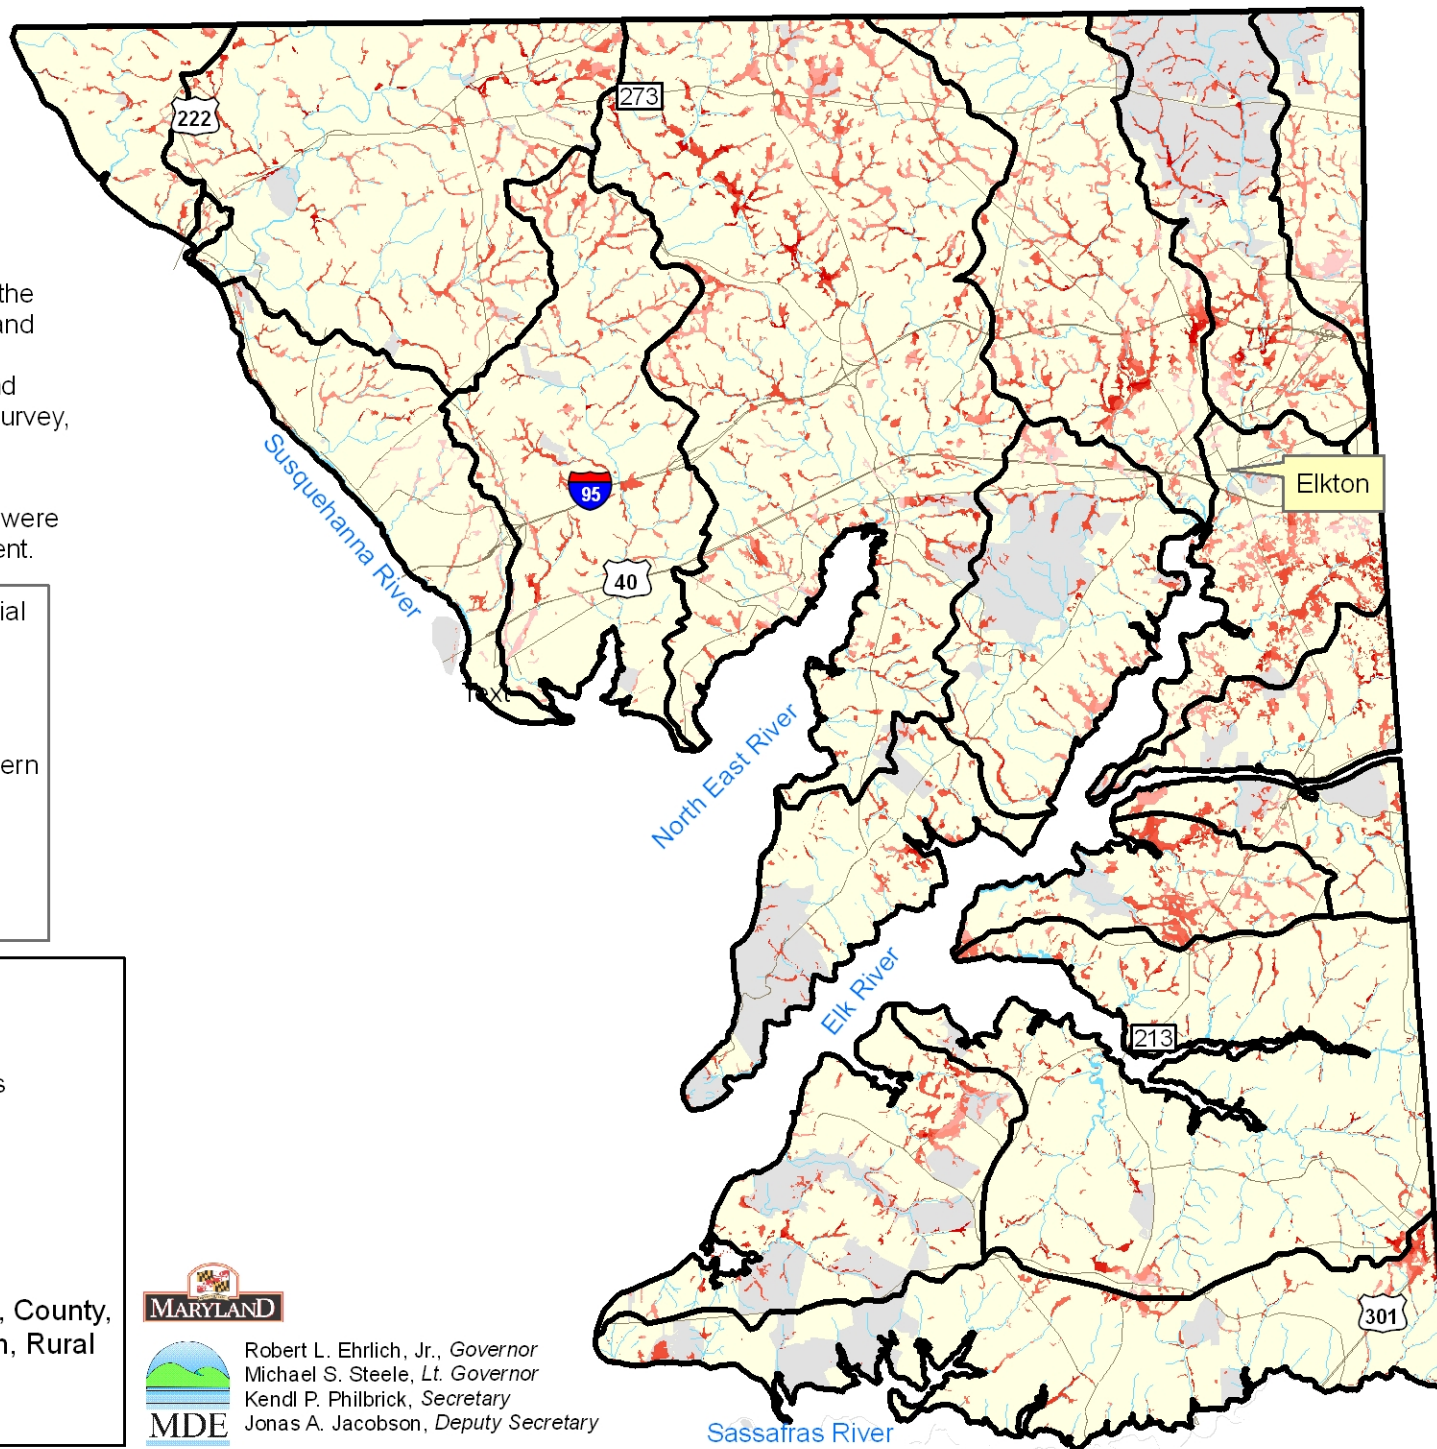 the
and
d
urvey,
were
ent.
ial
ern
s
, County,
n, Rural
222
273
Susquehanna River
95
40
Text
Elkton
North East River
Elk River
213
301
Sassafras River
MARYLAND
MDE
Robert L. Ehrlich, Jr., Governor
Michael S. Steele, Lt. Governor
Kendl P. Philbrick, Secretary
Jonas A. Jacobson, Deputy Secretary